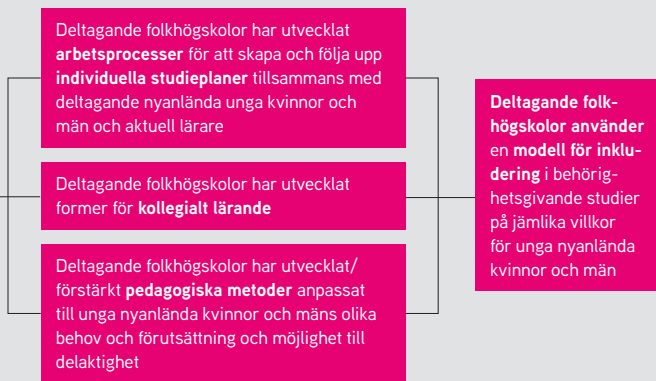 Deltagande folkhögskolor har utvecklat
arbetsprocesser för att skapa och följa upp
individuella studieplaner tillsammans med
deltagande nyanlända unga kvinnor och
män och aktuell lärare
Deltagande folkhögskolor har utvecklat
former för kollegialt lärande
Deltagande folkhögskolor har utvecklat/
förstärkt pedagogiska metoder anpassat
till unga nyanlända kvinnor och mäns olika
behov och förutsättning och möjlighet till
delaktighet
Deltagande folk-
högskolor använder
en modell för inklu-
dering i behörig-
hetsgivande studier
på jämlika villkor
för unga nyanlända
kvinnor och män